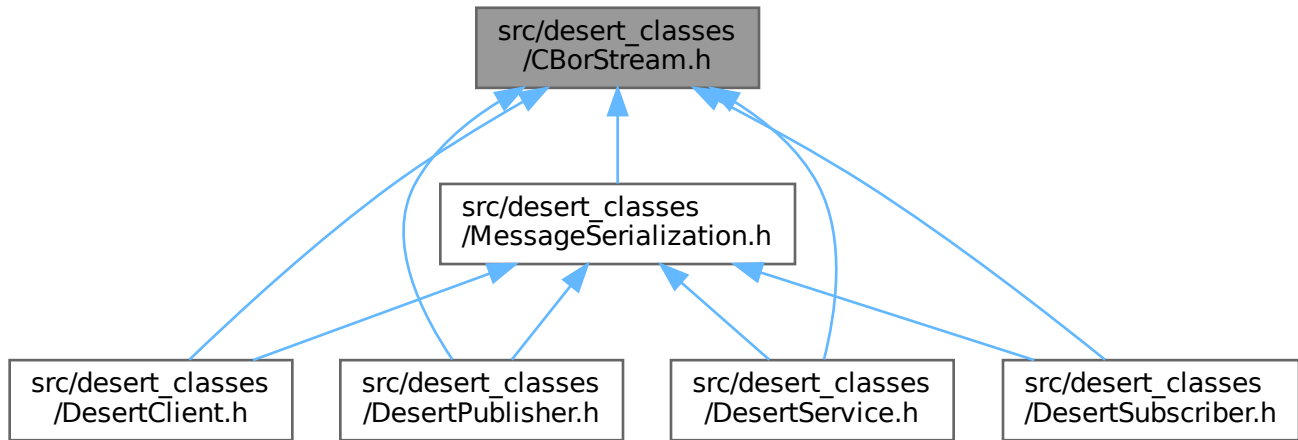 src/desert_classes
/CBorStream.h
src/desert_classes
/MessageSerialization.h
src/desert_classes
/DesertClient.h
src/desert_classes
/DesertPublisher.h
src/desert_classes
/DesertService.h
src/desert_classes
/DesertSubscriber.h